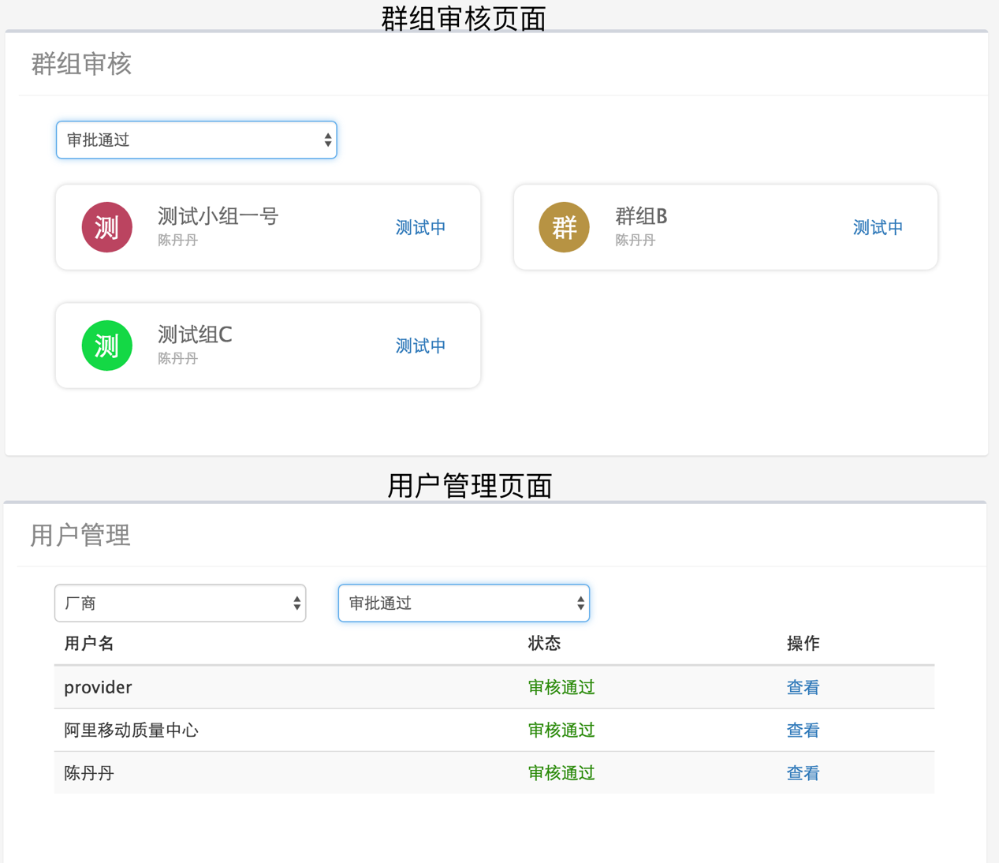 群组审核页面
群组审核
审批通过
测 测试小组一号 测试中
陈丹丹
群 群组B 测试中
陈丹丹
测 测试组C 测试中
陈丹丹
用户管理页面
用户管理
厂商 审批通过
用户名 状态 操作
provider 审核通过 查看
阿里移动质量中心 审核通过 查看
陈丹丹 审核通过 查看